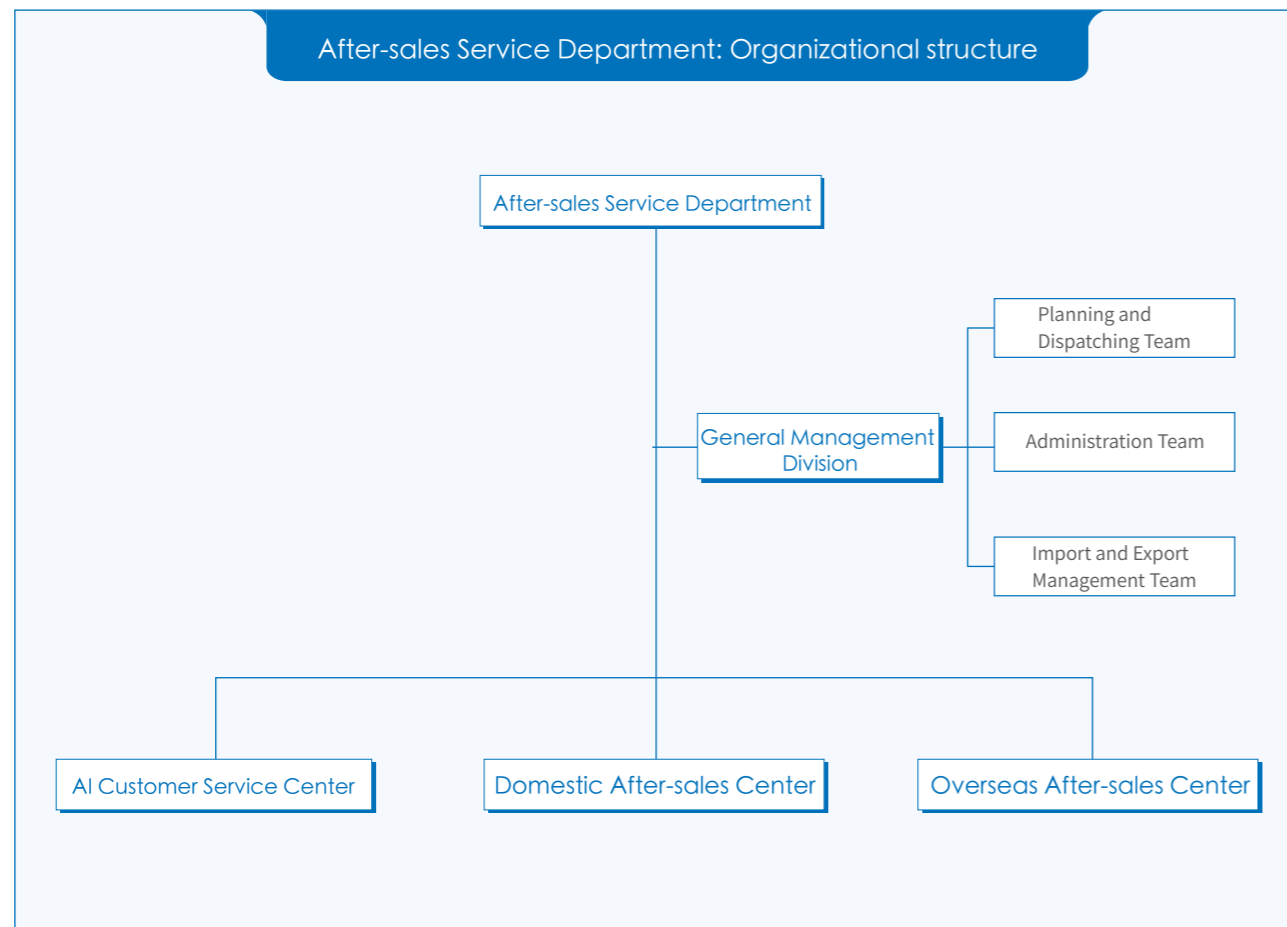 After-sales Service Department: Organizational structure
After-sales Service Department
Planning and
Dispatching Team
General Management
Division
Administration Team
Import and Export
Management Team
AI Customer Service Center
Domestic After-sales Center
Overseas After-sales Center